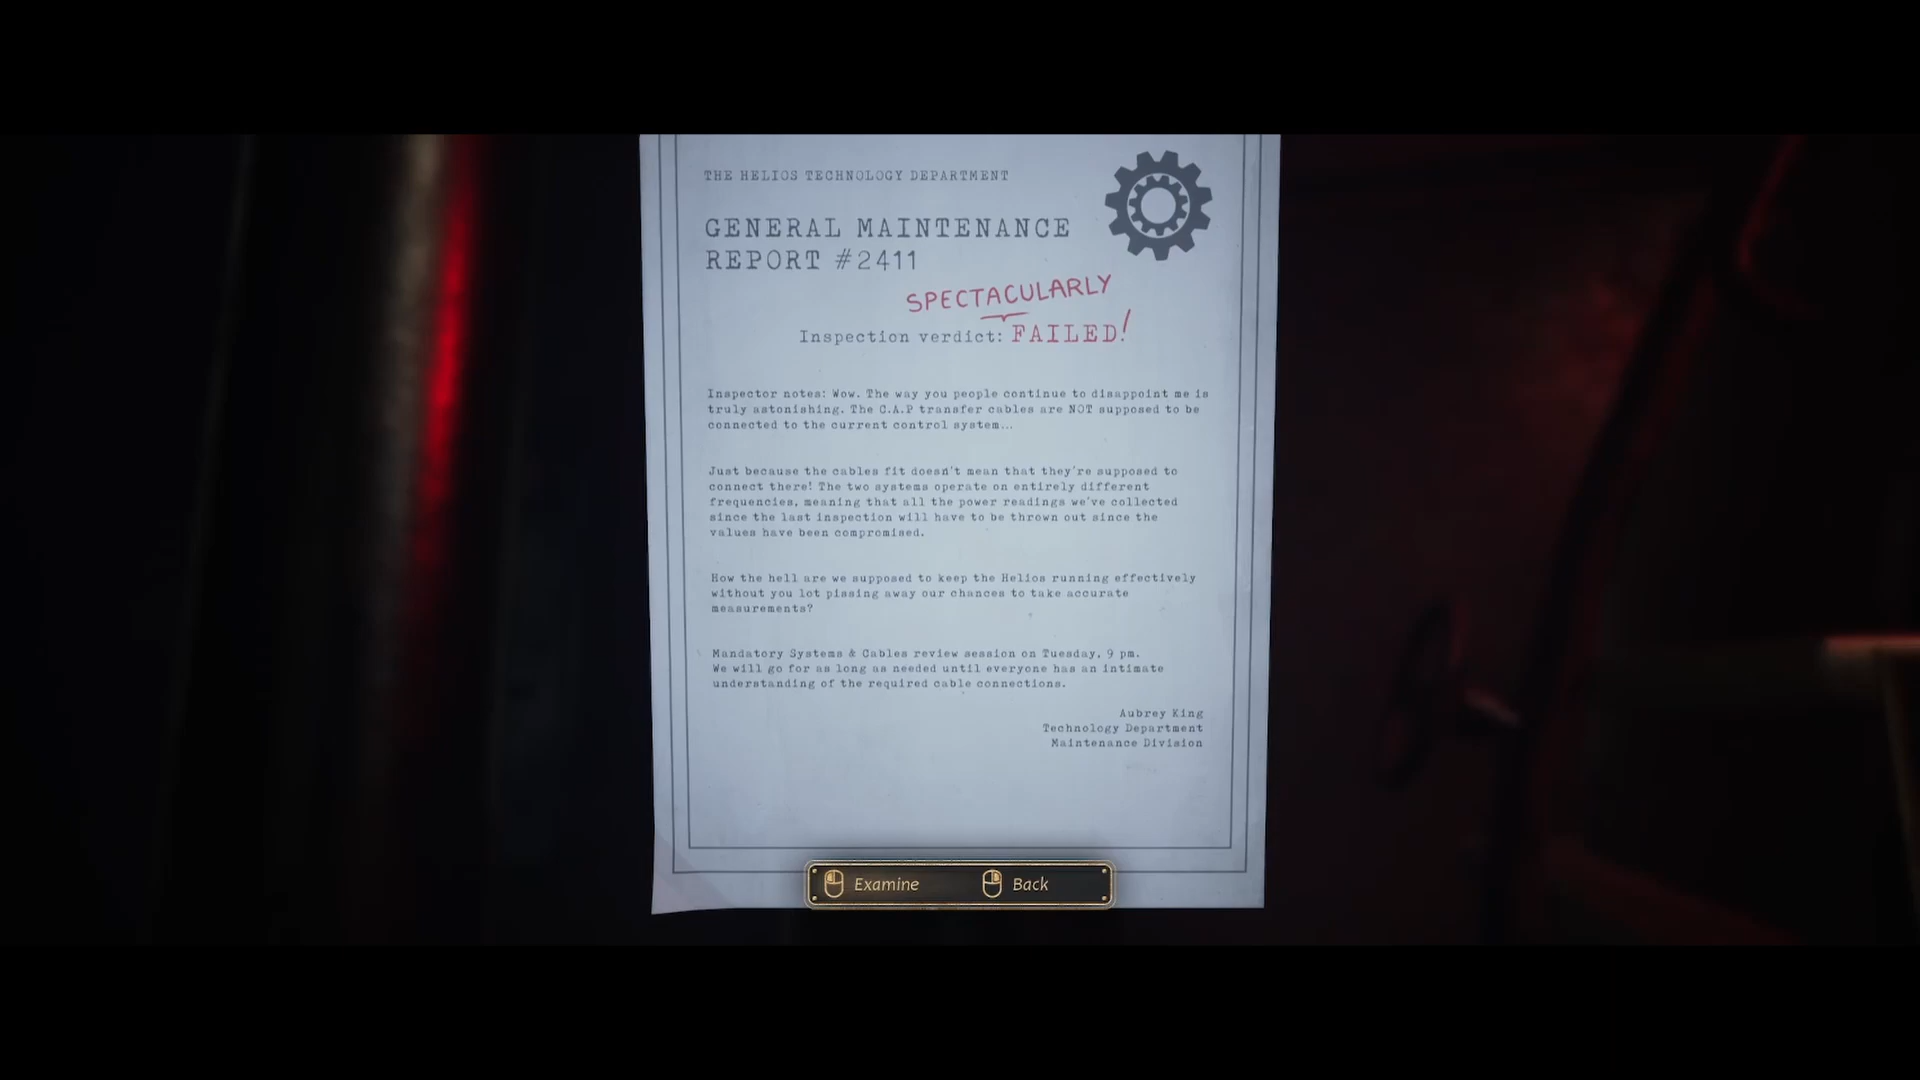 THE HELIOS TECHNOLOGY DEPARTMENT
GENERAL MAINTENANCE
REPORT #2411
SPECTACULARLY
Inspection verdict: FAILED!
Inspector notes: Wow. The way you people continue to disappoint me is
truly astonishing. The C.A.P transfer cables are NOT supposed to be
connected to the current control system...
Just because the cables fit doesn't mean that they're supposed to
connect there! The two systems operate on entirely different
frequencies, meaning that all the power readings we've collected
since the last inspection will have to be thrown out since the
values have been compromised.
How the hell are we supposed to keep the Helios running effectively
without you lot pissing away our chances to take accurate
measurements?
Mandatory Systems & Cables review session on Tuesday, 9 pm.
We will go for as long as needed until everyone has an intimate
understanding of the required cable connections.
Aubrey King
Technology Department
Maintenance Division
Examine Back